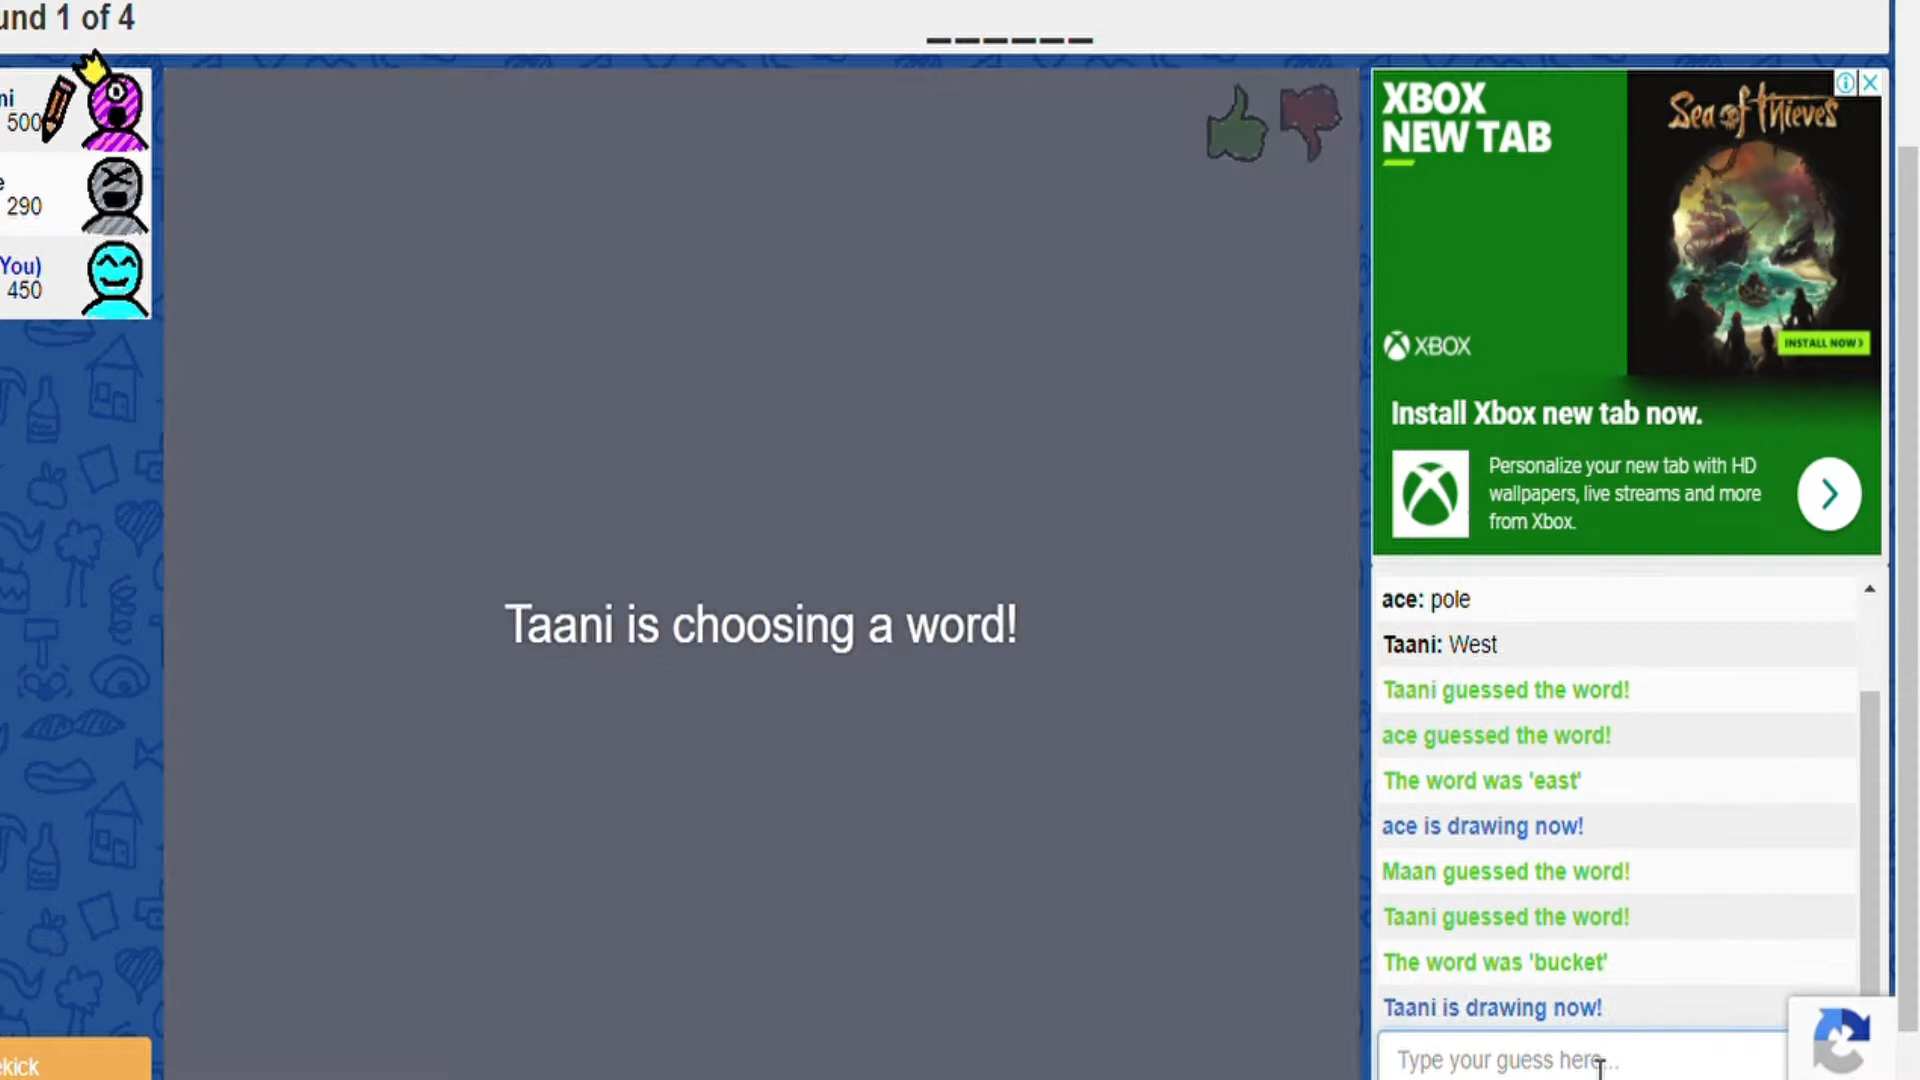 und 1 of 4
ni
500
e
290
You)
450
kick
Taani is choosing a word!
XBOX
NEW TAB
Sea of Thieves
XBOX
INSTALL NOW >
Install Xbox new tab now.
Personalize your new tab with HD
wallpapers, live streams and more
from Xbox.
ace: pole
Taani: West
Taani guessed the word!
ace guessed the word!
The word was 'east'
ace is drawing now!
Maan guessed the word!
Taani guessed the word!
The word was 'bucket'
Taani is drawing now!
Type your guess here...